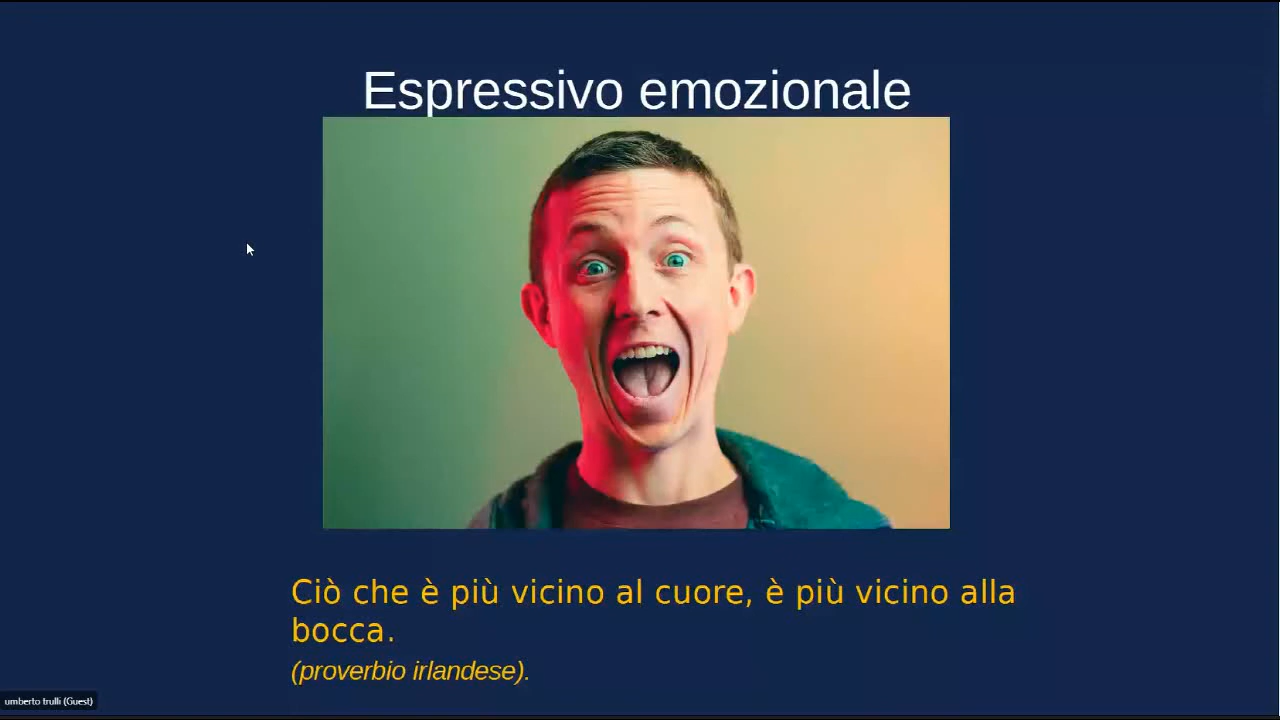 Espressivo emozionale
Ciò che è più vicino al cuore, è più vicino alla
bocca.
(proverbio irlandese).
umberto trulli (Guest)